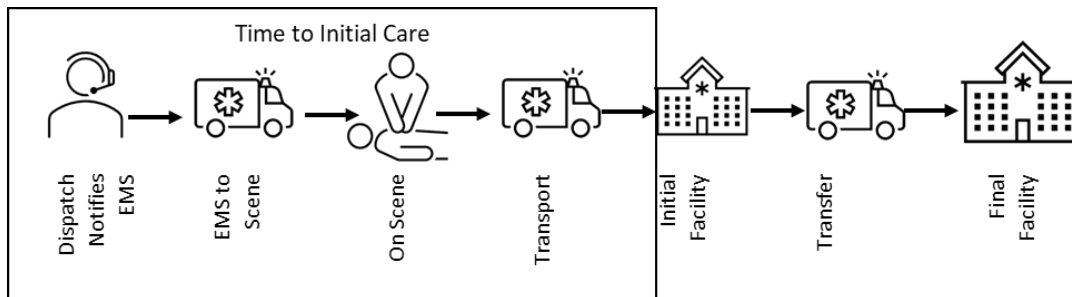 Time to Initial Care
Dispatch
Notifies
EMS
EMS to
Scene
On Scene
Transport
Initial
Facility
Transfer
Final
Facility